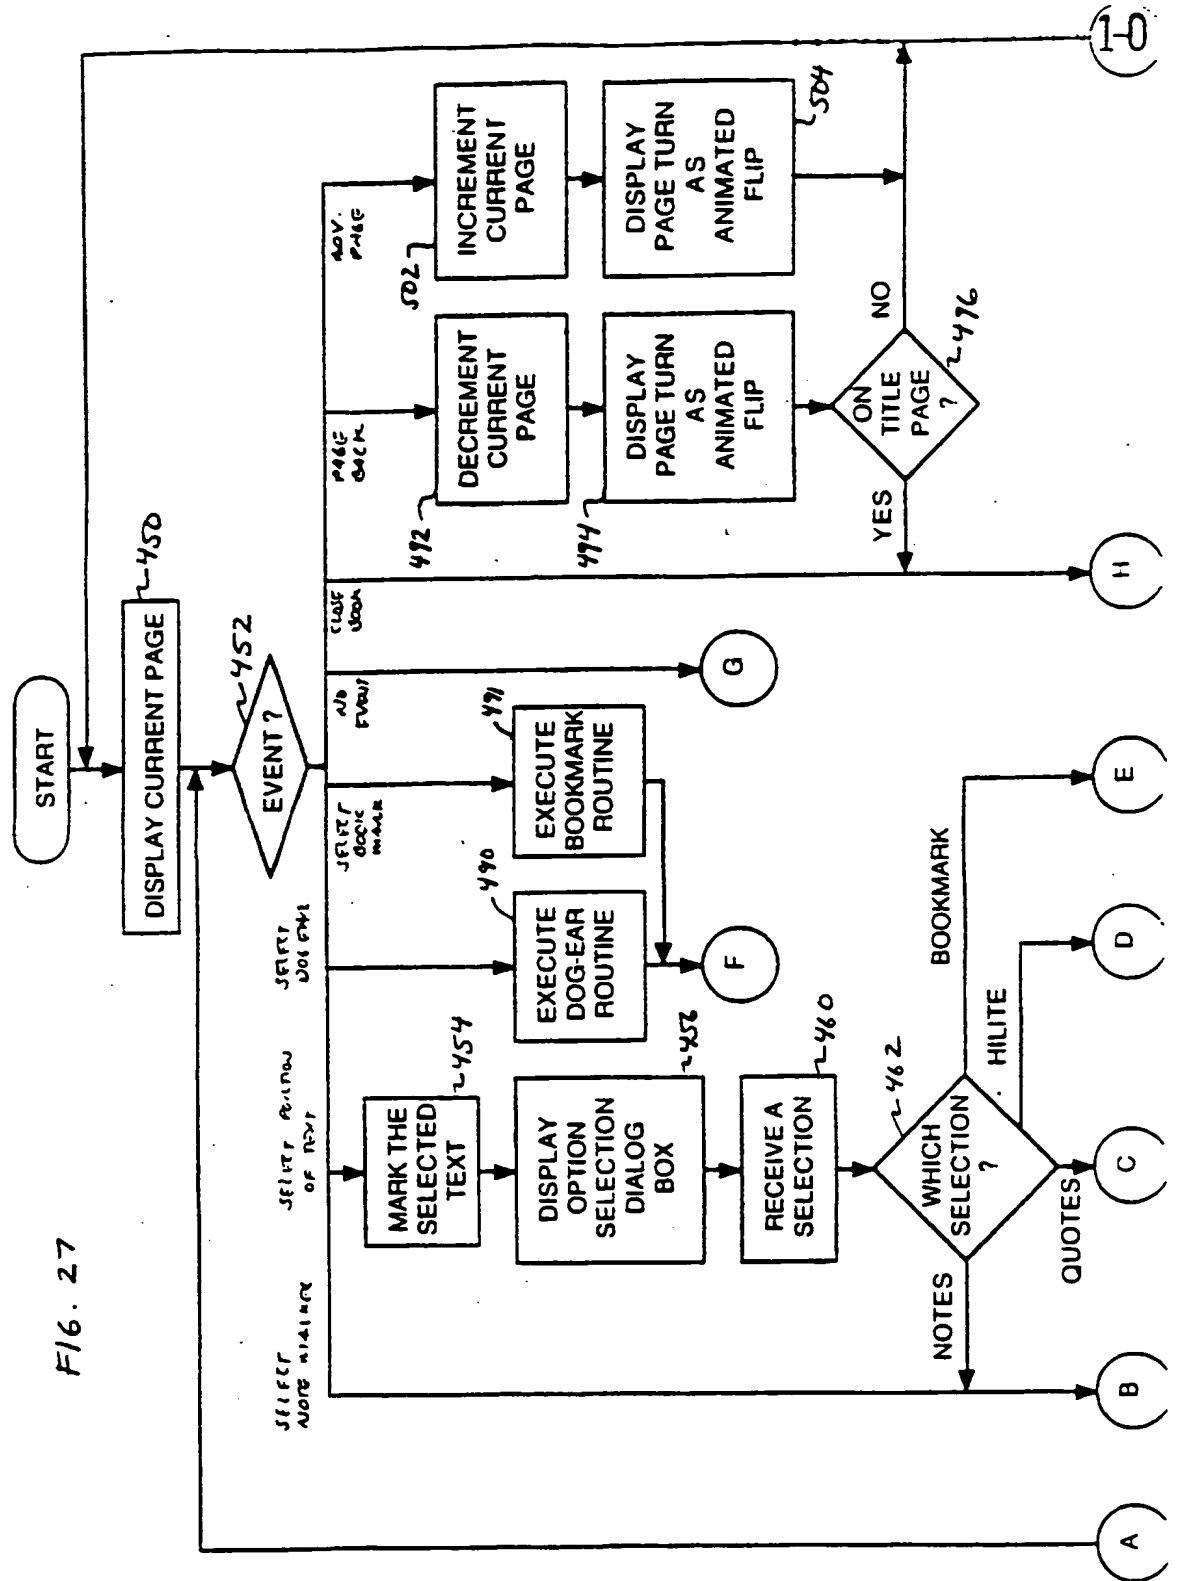 FIG. 27
START
DISPLAY CURRENT PAGE
450
EVENT ?
452
SELECT
NOTE MARKER
SELECT PORTION
OF TEXT
SELECT
DOG EAR
SELECT
BOOK
MARK
NO
EVENT
CLOSE
BOOK
PAGE
BACK
ADV.
PAGE
MARK THE
SELECTED
TEXT
454
DISPLAY
OPTION
SELECTION
DIALOG
BOX
456
RECEIVE A
SELECTION
460
WHICH
SELECTION
?
462
NOTES
QUOTES
HILITE
BOOKMARK
EXECUTE
DOG-EAR
ROUTINE
490
EXECUTE
BOOKMARK
ROUTINE
491
DECREMENT
CURRENT
PAGE
492
DISPLAY
PAGE TURN
AS
ANIMATED
FLIP
494
ON
TITLE
PAGE
?
496
YES
NO
INCREMENT
CURRENT
PAGE
502
DISPLAY
PAGE TURN
AS
ANIMATED
FLIP
504
A
B
C
D
E
F
G
H
1-0